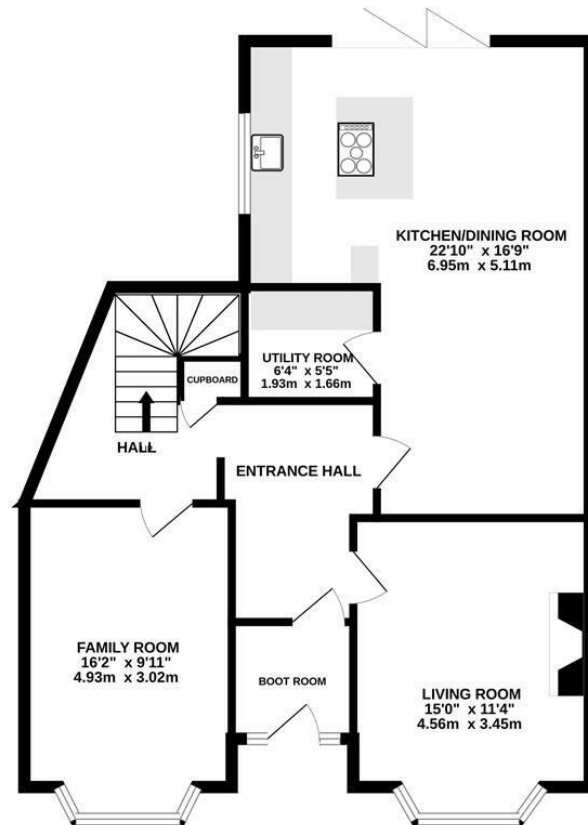 KITCHEN/DINING ROOM
22'10" x 16'9"
6.95m x 5.11m
UTILITY ROOM
6'4" x 5'5"
1.93m x 1.66m
CUPBOARD
HALL
ENTRANCE HALL
FAMILY ROOM
16'2" x 9'11"
4.93m x 3.02m
BOOT ROOM
LIVING ROOM
15'0" x 11'4"
4.56m x 3.45m